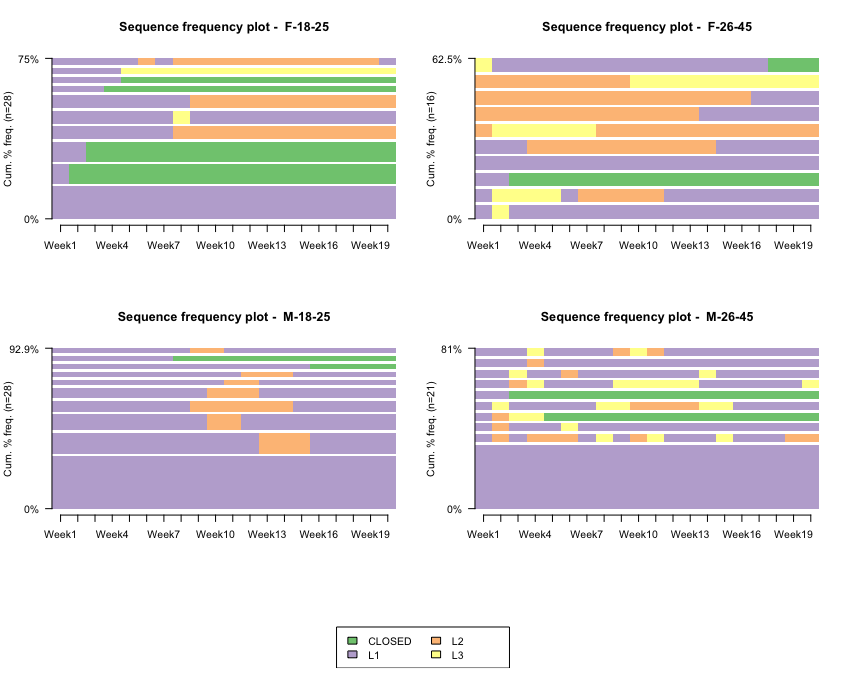 Sequence frequency plot - F-18-25
Sequence frequency plot - F-26-45
75%
Cum. % freq. (n=28)
0%
Week1 Week4 Week7 Week10 Week13 Week16 Week19
62.5%
Cum. % freq. (n=16)
0%
Week1 Week4 Week7 Week10 Week13 Week16 Week19
Sequence frequency plot - M-18-25
Sequence frequency plot - M-26-45
92.9%
Cum. % freq. (n=28)
0%
Week1 Week4 Week7 Week10 Week13 Week16 Week19
81%
Cum. % freq. (n=21)
0%
Week1 Week4 Week7 Week10 Week13 Week16 Week19
CLOSED L2
L1 L3